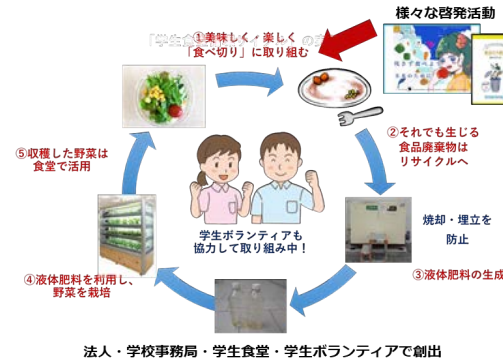 様々な啓発活動
①美味しく・楽しく
「食べ切り」に取り組む
②それでも生じる
食品廃棄物は
リサイクルへ
⑤収穫した野菜は
食堂で活用
学生ボランティアも
協力して取り組み中！
焼却・埋立を
防止
③液体肥料の生成
④液体肥料を利用し、
野菜を栽培
法人・学校事務局・学生食堂・学生ボランティアで創出